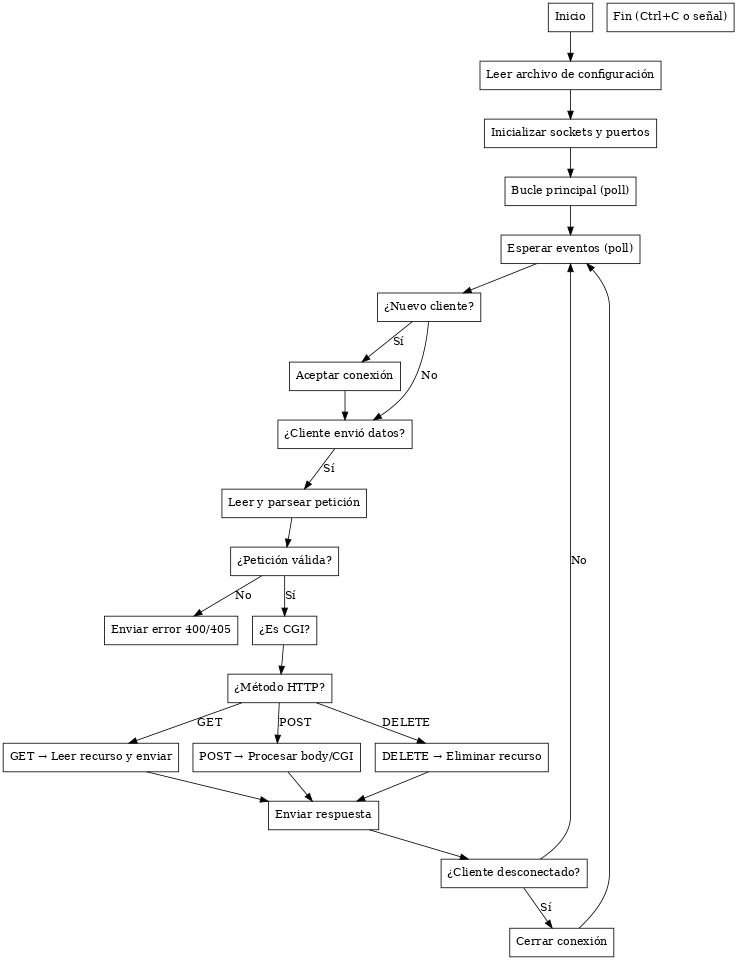 Inicio
Fin (Ctrl+C o señal)
Leer archivo de configuración
Inicializar sockets y puertos
Bucle principal (poll)
Esperar eventos (poll)
¿Nuevo cliente?
Sí
Aceptar conexión
No
¿Cliente envió datos?
Sí
Leer y parsear petición
¿Petición válida?
No
Sí
Enviar error 400/405
¿Es CGI?
¿Método HTTP?
GET
POST
DELETE
GET → Leer recurso y enviar
POST → Procesar body/CGI
DELETE → Eliminar recurso
Enviar respuesta
¿Cliente desconectado?
No
Sí
Cerrar conexión